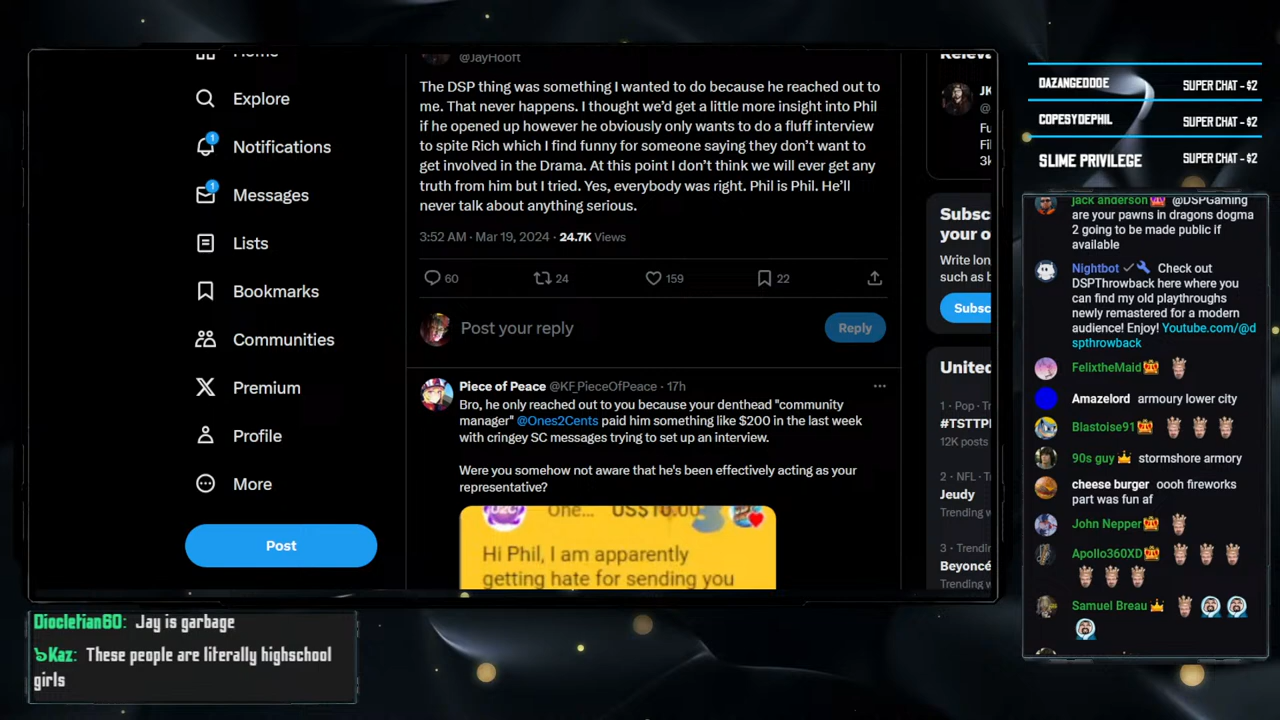 Home
Explore
Notifications
Messages
Lists
Bookmarks
Communities
Premium
Profile
More
Post
@JayHooft
The DSP thing was something I wanted to do because he reached out to
me. That never happens. I thought we'd get a little more insight into Phil
if he opened up however he obviously only wants to do a fluff interview
to spite Rich which I find funny for someone saying they don't want to
get involved in the Drama. At this point I don't think we will ever get any
truth from him but I tried. Yes, everybody was right. Phil is Phil. He'll
never talk about anything serious.
3:52 AM · Mar 19, 2024 · 24.7K Views
60 24 159 22
Post your reply
Reply
Piece of Peace @KF_PieceOfPeace · 17h
Bro, he only reached out to you because your denthead "community
manager" @Ones2Cents paid him something like $200 in the last week
with cringey SC messages trying to set up an interview.
Were you somehow not aware that he's been effectively acting as your
representative?
One... US$10.00
Hi Phil, I am apparently
getting hate for sending you
Releva
JK
@
Fu
Fil
3k
Subsc
your o
Write lon
such as b
Subsc
United
1 · Pop · Tr
#TSTTPI
12K posts
2 · NFL · Tr
Jeudy
Trending w
3 · Trendi
Beyoncé
Trending w
DAZANGEDDOE SUPER CHAT - $2
COPESYDEPHIL SUPER CHAT - $2
SLIME PRIVILEGE SUPER CHAT - $2
jack anderson @DSPGaming
are your pawns in dragons dogma
2 going to be made public if
available
Nightbot Check out
DSPThrowback here where you
can find my old playthroughs
newly remastered for a modern
audience! Enjoy! Youtube.com/@d
spthrowback
FelixtheMaid
Amazelord armoury lower city
Blastoise91
90s guy stormshore armory
cheese burger oooh fireworks
part was fun af
John Nepper
Apollo360XD
Samuel Breau
Diocletian60: Jay is garbage
Kaz: These people are literally highschool
girls